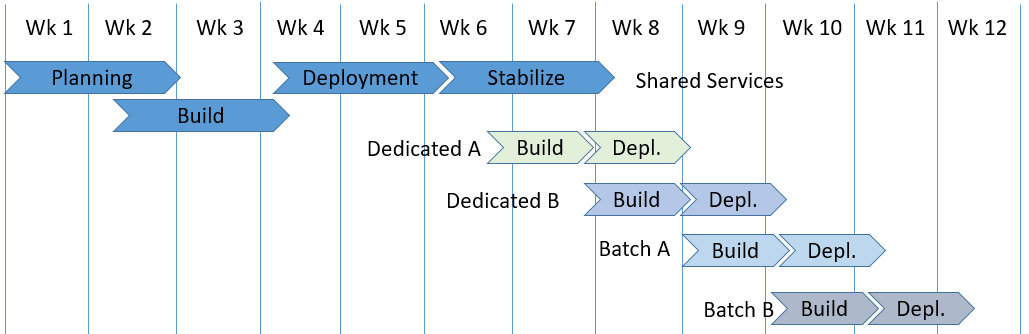 Wk 1 Wk 2 Wk 3 Wk 4 Wk 5 Wk 6 Wk 7 Wk 8 Wk 9 Wk 10 Wk 11 Wk 12
Planning Deployment Stabilize Shared Services
Build
Dedicated A Build Depl.
Dedicated B Build Depl.
Batch A Build Depl.
Batch B Build Depl.